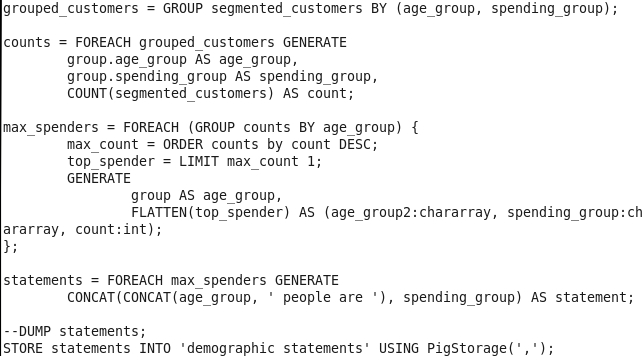 grouped_customers = GROUP segmented_customers BY (age_group, spending_group);
counts = FOREACH grouped_customers GENERATE
        group.age_group AS age_group,
        group.spending_group AS spending_group,
        COUNT(segmented_customers) AS count;
max_spenders = FOREACH (GROUP counts BY age_group) {
        max_count = ORDER counts by count DESC;
        top_spender = LIMIT max_count 1;
        GENERATE
                group AS age_group,
                FLATTEN(top_spender) AS (age_group2:chararray, spending_group:ch
ararray, count:int);
};
statements = FOREACH max_spenders GENERATE
        CONCAT(CONCAT(age_group, ' people are '), spending_group) AS statement;
--DUMP statements;
STORE statements INTO 'demographic statements' USING PigStorage(',');